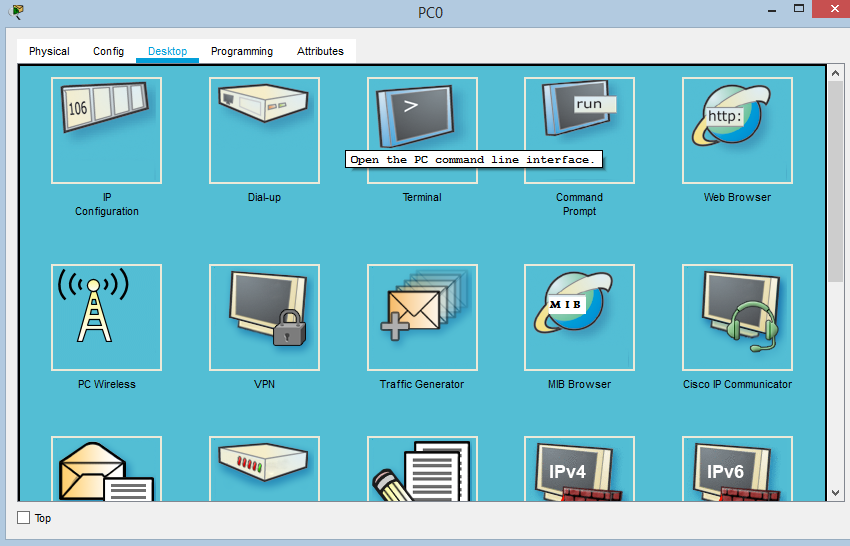 PC0
Physical Config Desktop Programming Attributes
106
>
run
http:
Open the PC command line interface.
IP
Configuration
Dial-up
Terminal
Command
Prompt
Web Browser
MIB
PC Wireless
VPN
Traffic Generator
MIB Browser
Cisco IP Communicator
IPv4
IPv6
Top